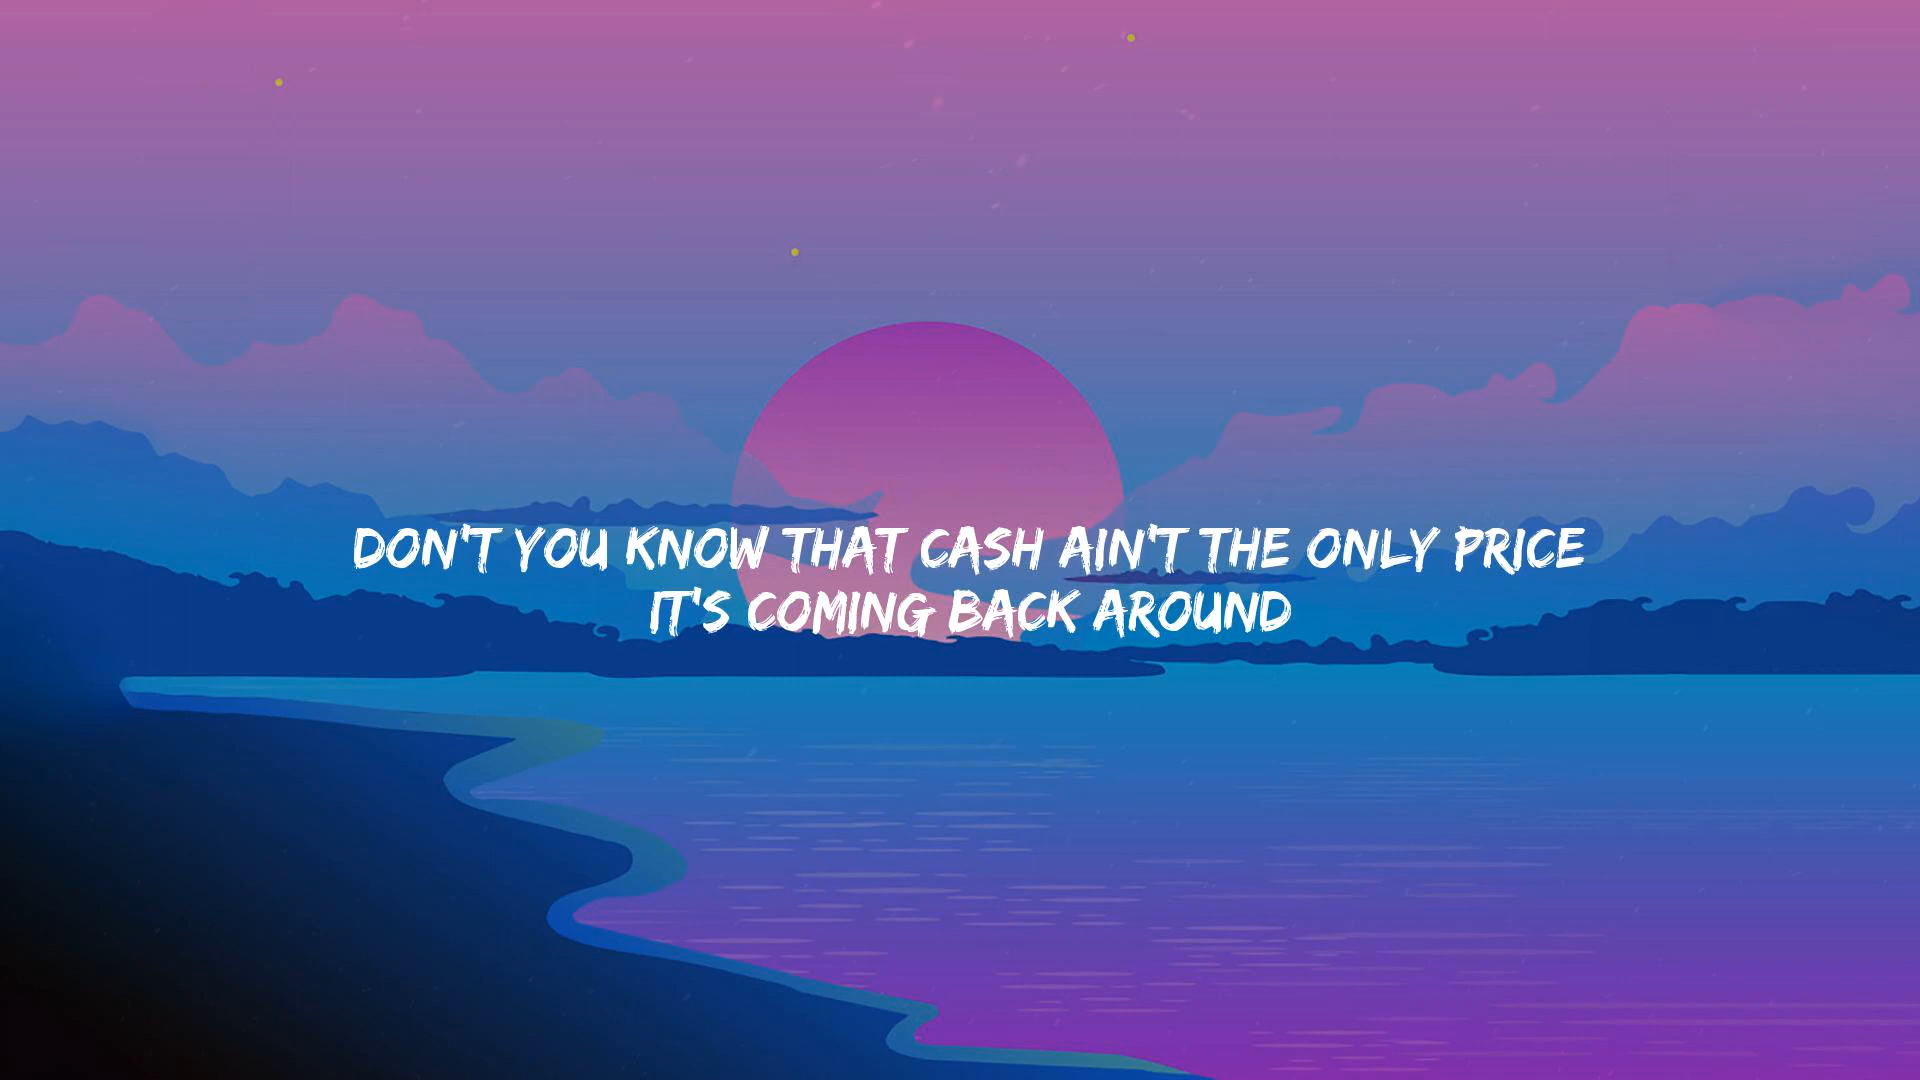 DON'T YOU KNOW THAT CASH AIN'T THE ONLY PRICE
IT'S COMING BACK AROUND